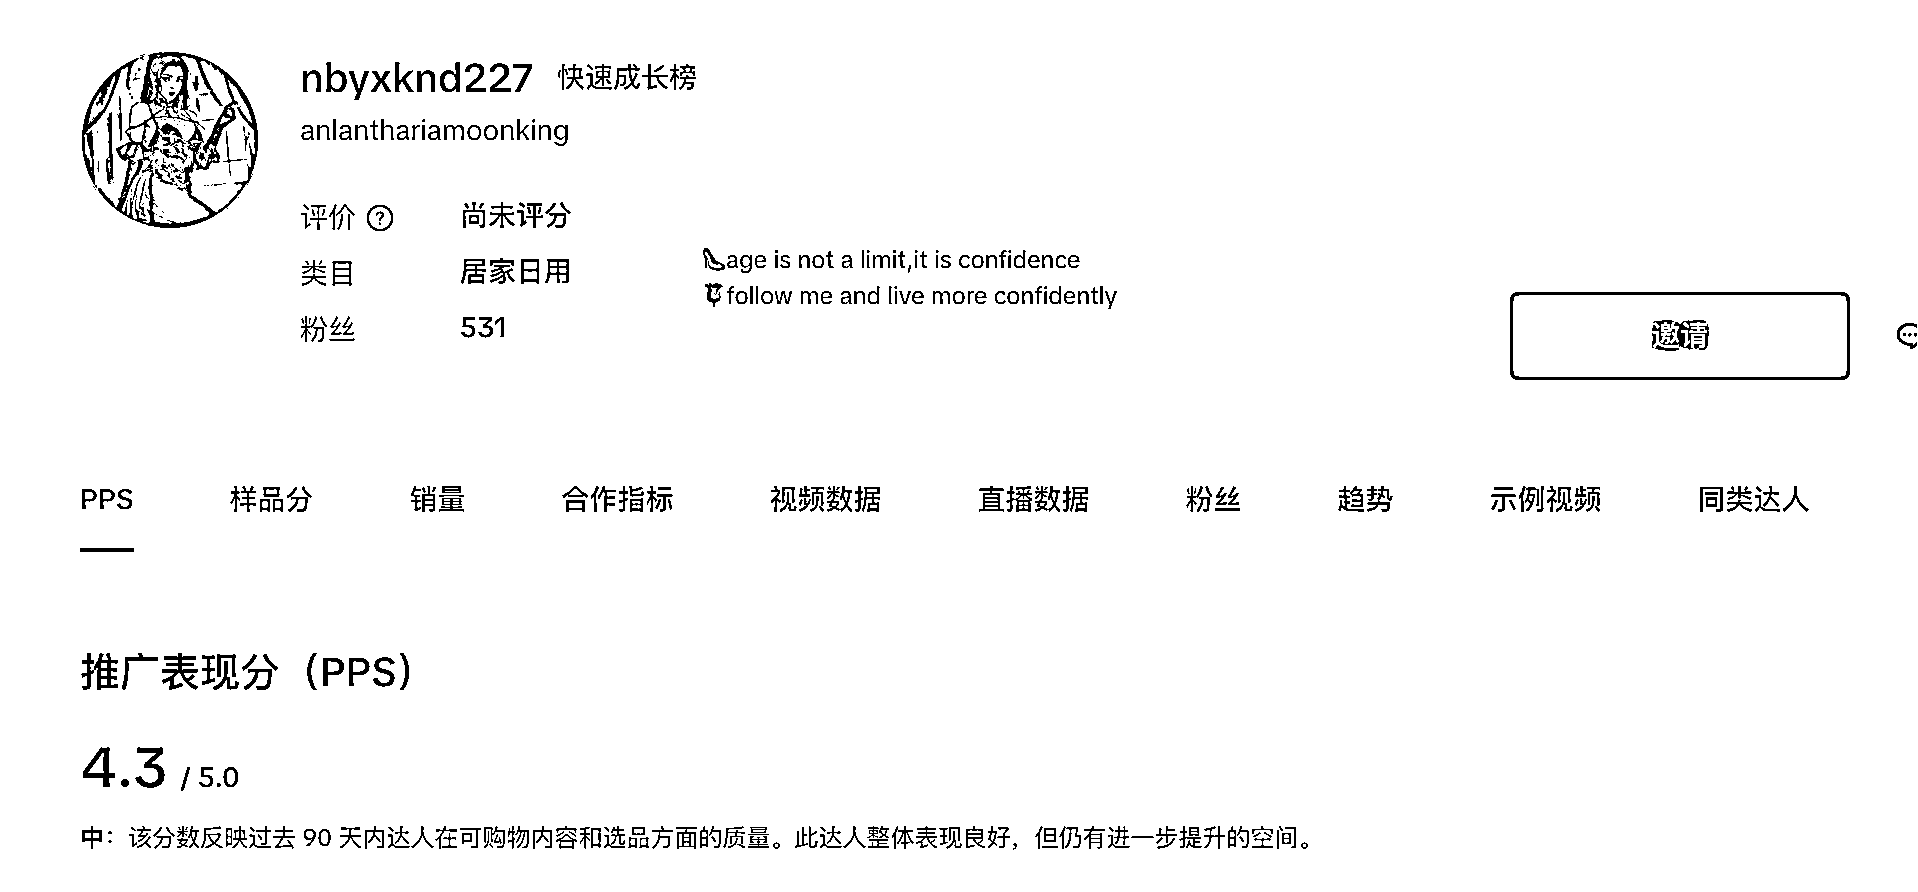 nbyxknd227 快速成长榜
anlanthariamoonking
评价 ? 尚未评分
类目 居家日用
粉丝 531
👠age is not a limit,it is confidence
🌹follow me and live more confidently
邀请
PPS 样品分 销量 合作指标 视频数据 直播数据 粉丝 趋势 示例视频 同类达人
推广表现分（PPS）
4.3 / 5.0
中：该分数反映过去 90 天内达人在可购物内容和选品方面的质量。此达人整体表现良好，但仍有进一步提升的空间。